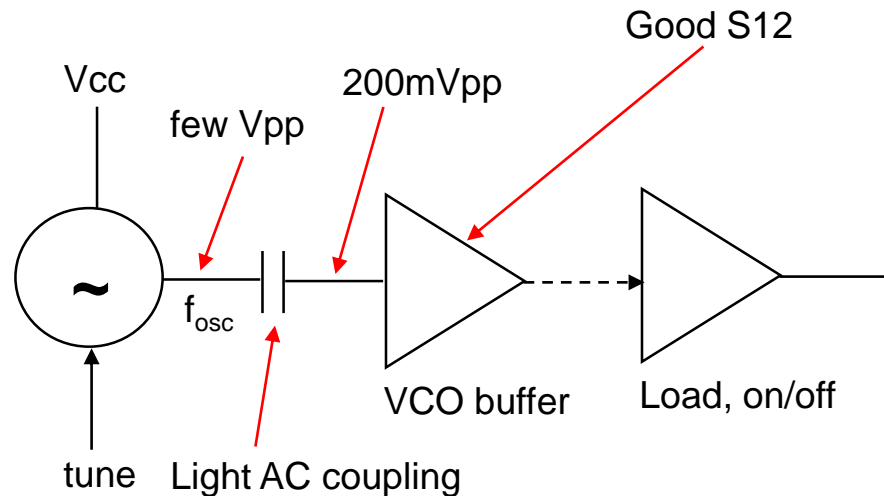 Good S12
Vcc
200mVpp
few Vpp
~
fosc
VCO buffer
Load, on/off
tune
Light AC coupling